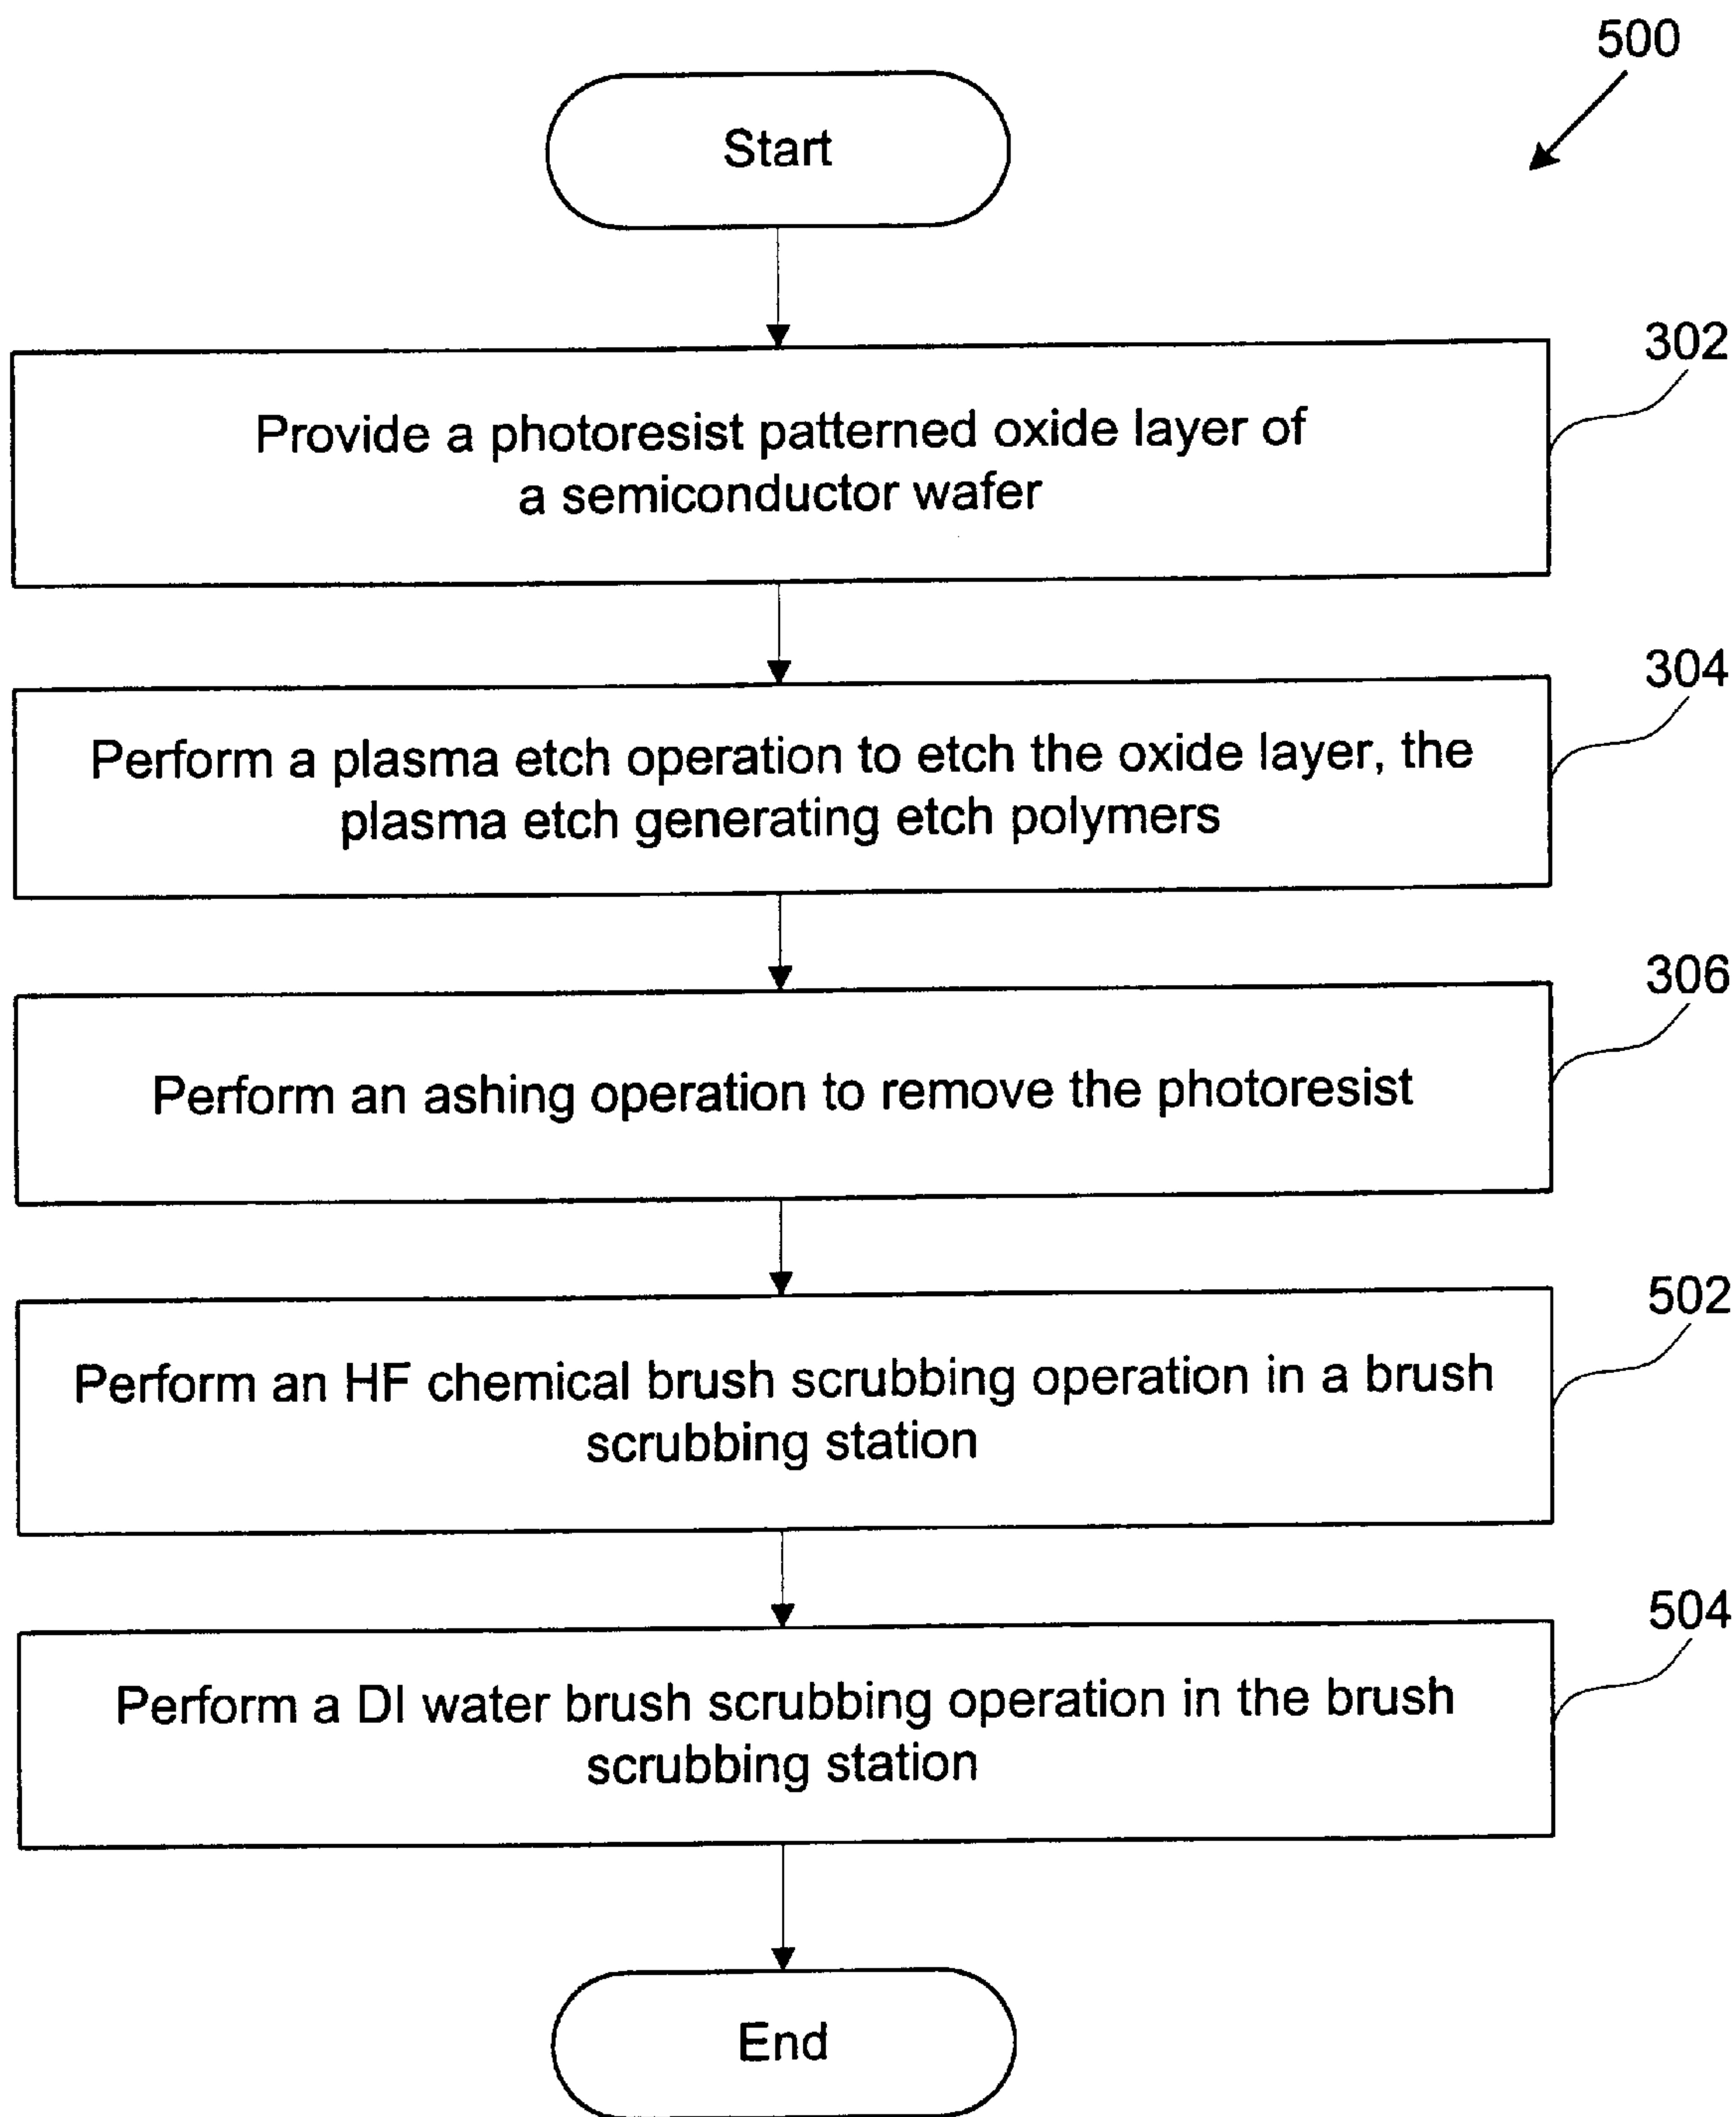 500
Start
302
Provide a photoresist patterned oxide layer of
a semiconductor wafer
304
Perform a plasma etch operation to etch the oxide layer, the
plasma etch generating etch polymers
306
Perform an ashing operation to remove the photoresist
502
Perform an HF chemical brush scrubbing operation in a brush
scrubbing station
504
Perform a DI water brush scrubbing operation in the brush
scrubbing station
End